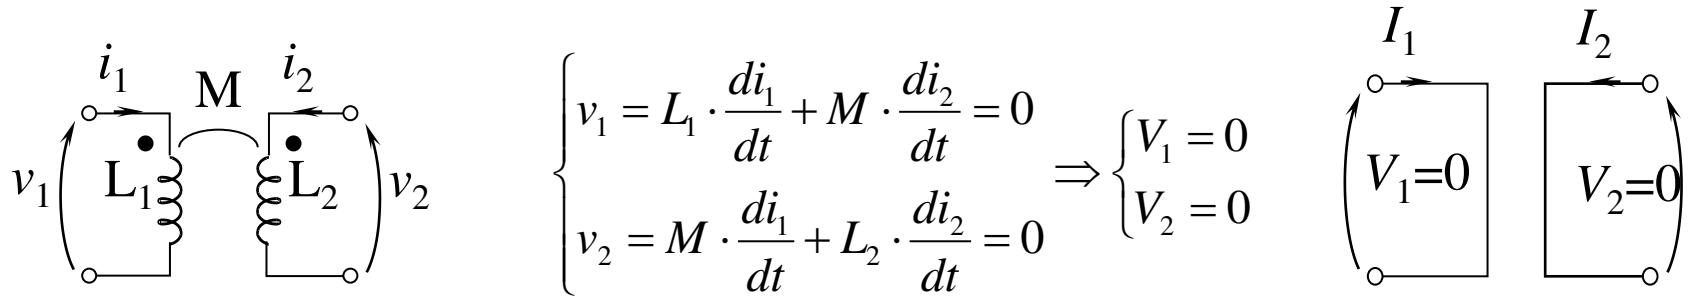 i₁ M i₂
v₁ L₁ L₂ v₂
v₁ = L₁ · di₁/dt + M · di₂/dt = 0
v₂ = M · di₁/dt + L₂ · di₂/dt = 0
⇒ V₁ = 0
V₂ = 0
I₁ I₂
V₁=0 V₂=0